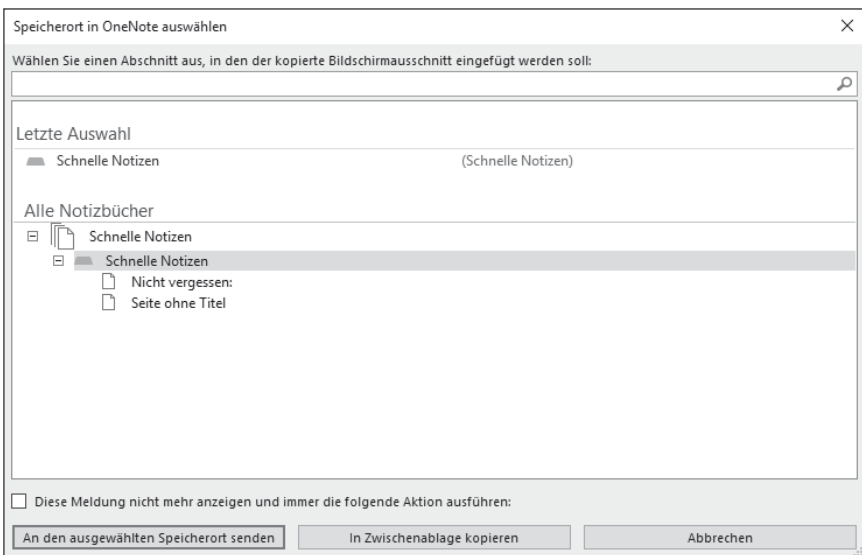 Speicherort in OneNote auswählen
Wählen Sie einen Abschnitt aus, in den der kopierte Bildschirmausschnitt eingefügt werden soll:
Letzte Auswahl
Schnelle Notizen (Schnelle Notizen)
Alle Notizbücher
Schnelle Notizen
Schnelle Notizen
Nicht vergessen:
Seite ohne Titel
Diese Meldung nicht mehr anzeigen und immer die folgende Aktion ausführen:
An den ausgewählten Speicherort senden In Zwischenablage kopieren Abbrechen